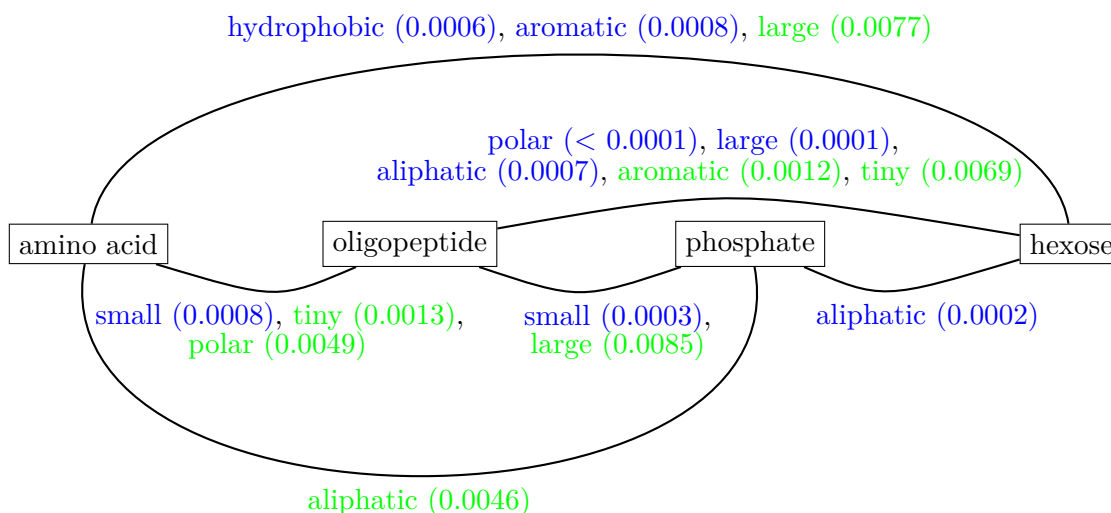 hydrophobic (0.0006), aromatic (0.0008), large (0.0077)
polar (< 0.0001), large (0.0001),
aliphatic (0.0007), aromatic (0.0012), tiny (0.0069)
amino acid
oligopeptide
phosphate
hexose
small (0.0008), tiny (0.0013),
polar (0.0049)
small (0.0003),
large (0.0085)
aliphatic (0.0002)
aliphatic (0.0046)